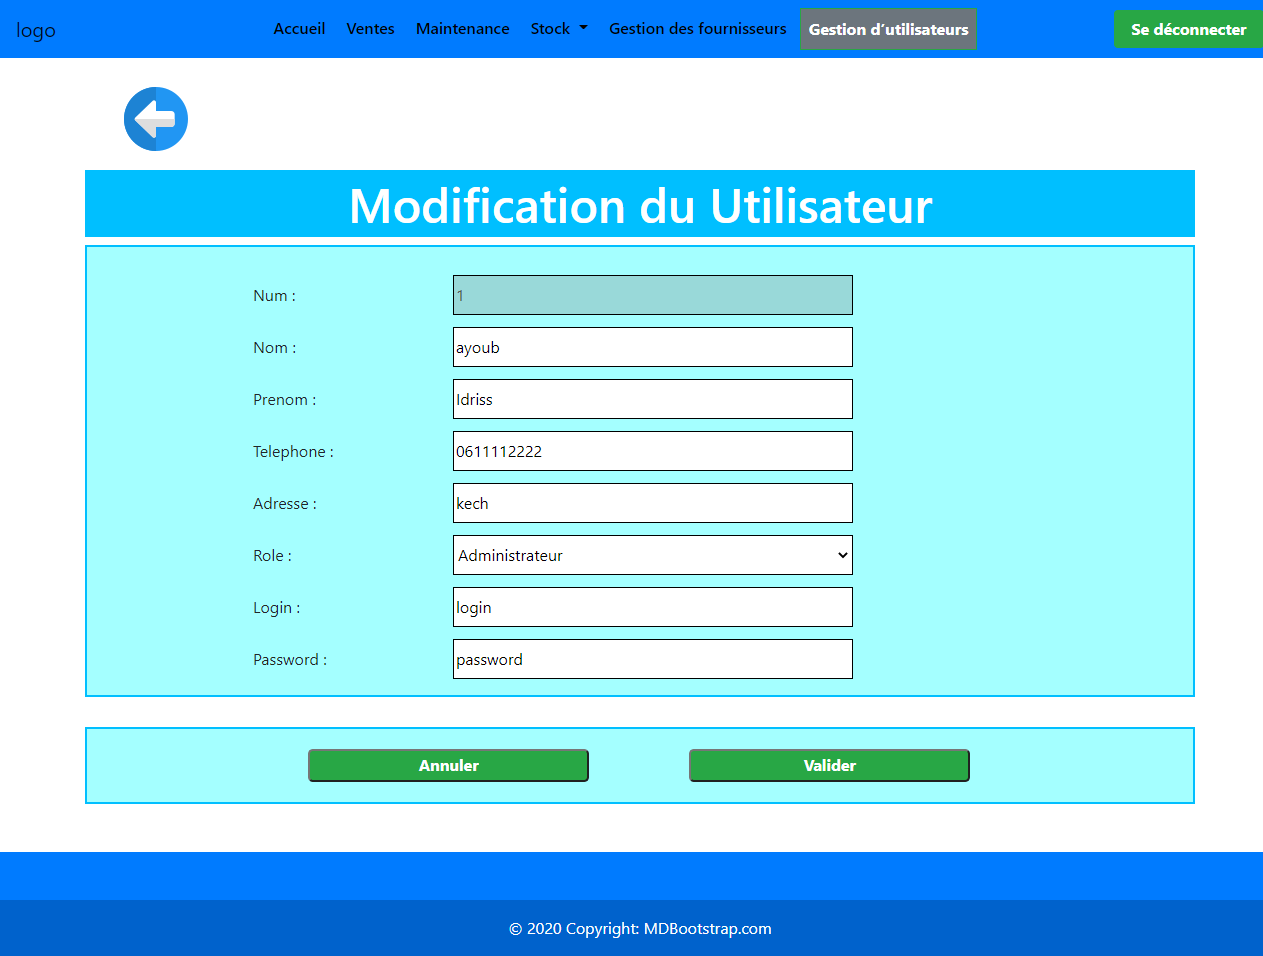 logo
Accueil Ventes Maintenance Stock Gestion des fournisseurs Gestion d’utilisateurs Se déconnecter
Modification du Utilisateur
Num : 1
Nom : ayoub
Prenom : Idriss
Telephone : 0611112222
Adresse : kech
Role : Administrateur
Login : login
Password : password
Annuler Valider
© 2020 Copyright: MDBootstrap.com